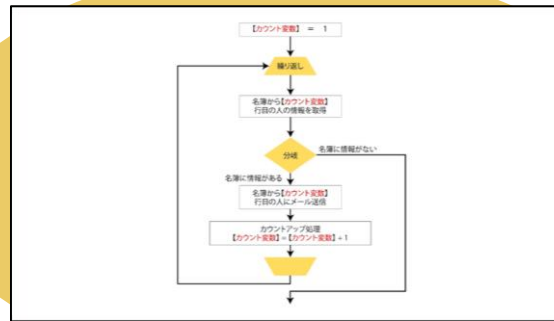 【カウント変数】 = 1
繰り返し
名簿から【カウント変数】
行目の人の情報を取得
分岐
名簿に情報がない
名簿に情報がある
名簿から【カウント変数】
行目の人にメール送信
カウントアップ処理
【カウント変数】=【カウント変数】+1